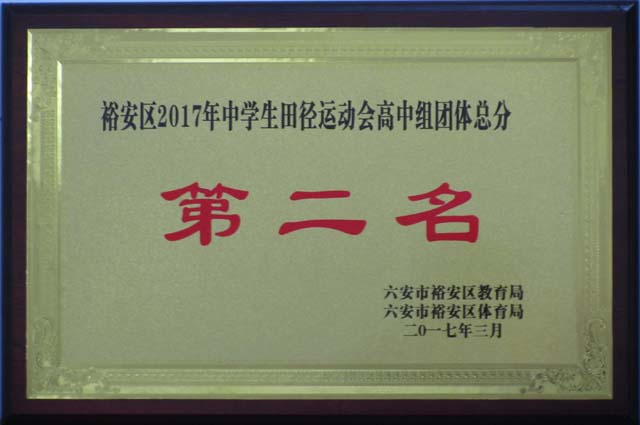 裕安区2017年中学生田径运动会高中组团体总分
第二名
六安市裕安区教育局
六安市裕安区体育局
二0一七年三月